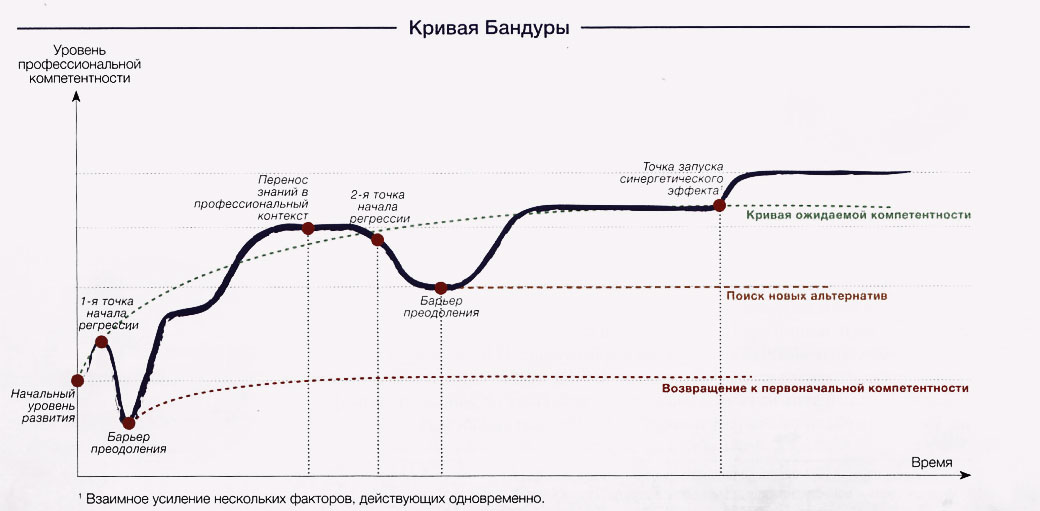 Кривая Бандуры
Уровень
профессиональной
компетентности
Перенос
знаний в
профессиональный
контекст
2-я точка
начала
регрессии
Точка запуска
синергетического
эффекта
Кривая ожидаемой компетентности
1-я точка
начала
регрессии
Барьер
преодоления
Поиск новых альтернатив
Начальный
уровень
развития
Возвращение к первоначальной компетентности
Барьер
преодоления
Время
¹ Взаимное усиление нескольких факторов, действующих одновременно.